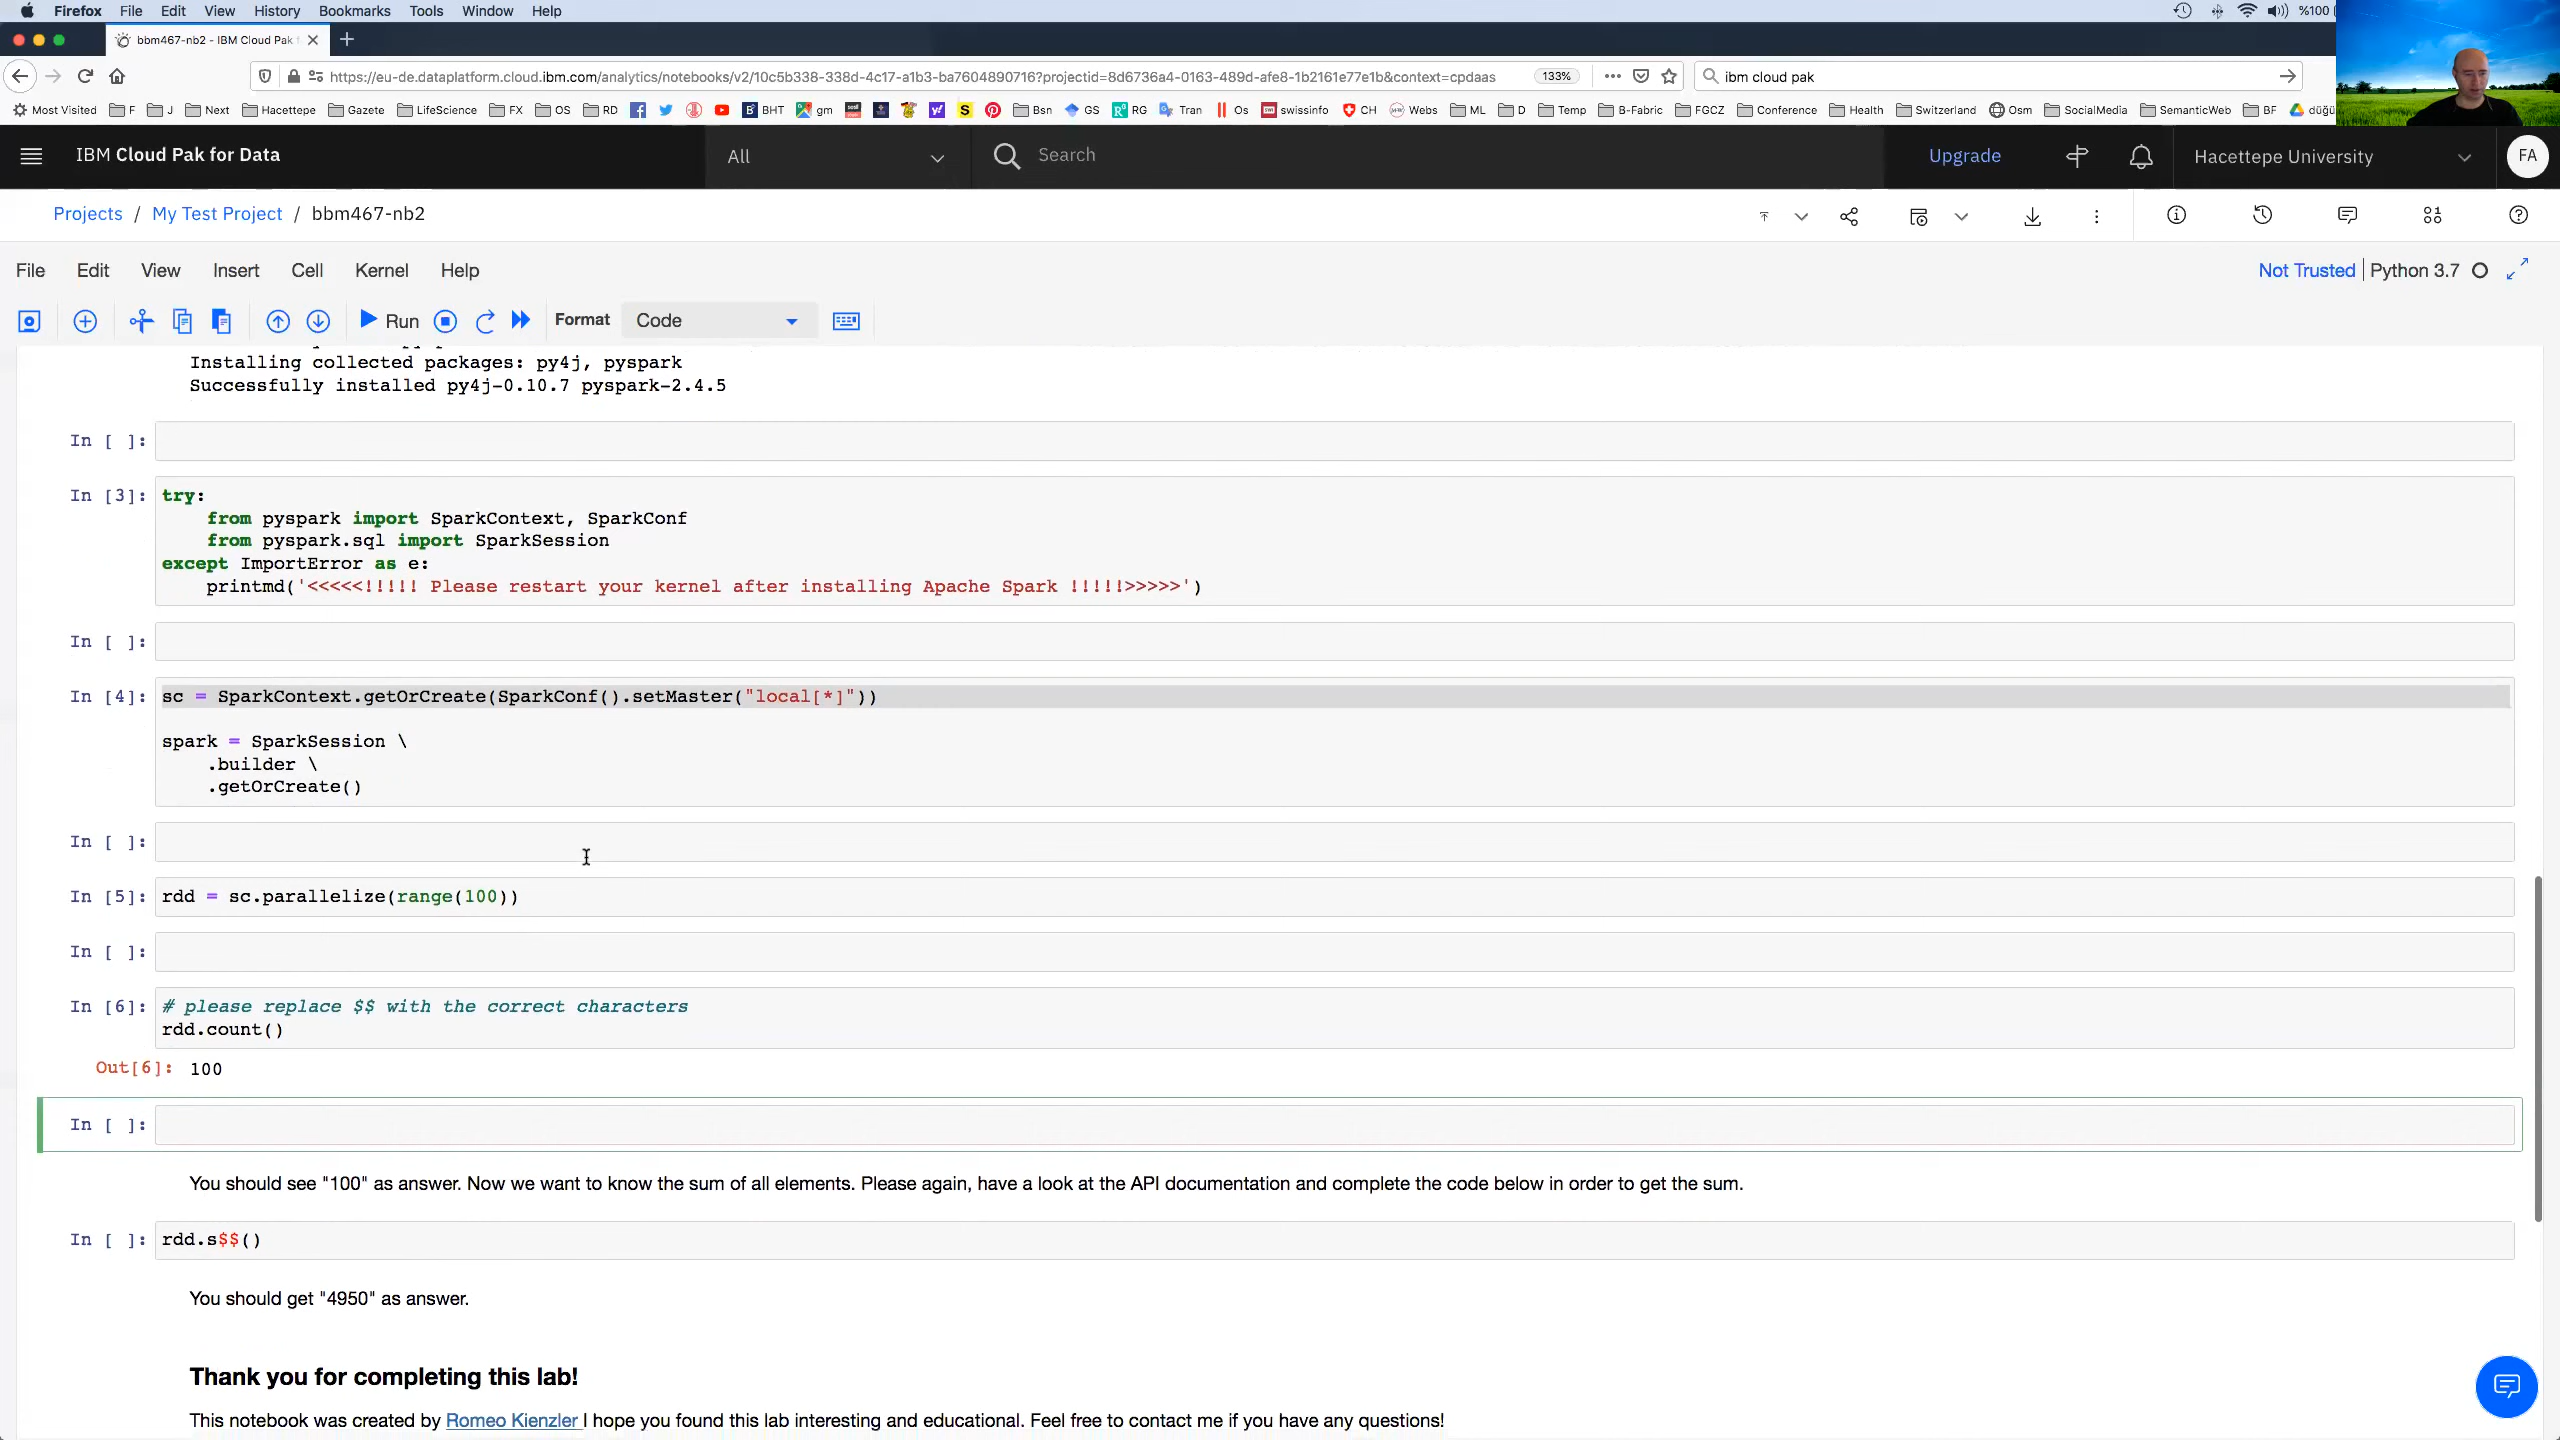 Firefox File Edit View History Bookmarks Tools Window Help %100
bbm467-nb2 - IBM Cloud Pak
https://eu-de.dataplatform.cloud.ibm.com/analytics/notebooks/v2/10c5b338-338d-4c17-a1b3-ba7604890716?projectid=8d6736a4-0163-489d-afe8-1b2161e77e1b&context=cpdaas 133% ibm cloud pak
Most Visited F J Next Hacettepe Gazete LifeScience FX OS RD BHT gm Bsn GS RG Tran Os swissinfo CH Webs ML D Temp B-Fabric FGCZ Conference Health Switzerland Osm SocialMedia SemanticWeb BF düğü
IBM Cloud Pak for Data All Search Upgrade Hacettepe University FA
Projects / My Test Project / bbm467-nb2
File Edit View Insert Cell Kernel Help Not Trusted Python 3.7
Run Format Code
Installing collected packages: py4j, pyspark
Successfully installed py4j-0.10.7 pyspark-2.4.5
In [ ]:
In [3]: try:
from pyspark import SparkContext, SparkConf
from pyspark.sql import SparkSession
except ImportError as e:
printmd('<<<<<!!!!! Please restart your kernel after installing Apache Spark !!!!!>>>>>')
In [ ]:
In [4]: sc = SparkContext.getOrCreate(SparkConf().setMaster("local[*]"))
spark = SparkSession \
.builder \
.getOrCreate()
In [ ]:
In [5]: rdd = sc.parallelize(range(100))
In [ ]:
In [6]: # please replace $$ with the correct characters
rdd.count()
Out[6]: 100
In [ ]:
You should see "100" as answer. Now we want to know the sum of all elements. Please again, have a look at the API documentation and complete the code below in order to get the sum.
In [ ]: rdd.s$$()
You should get "4950" as answer.
Thank you for completing this lab!
This notebook was created by Romeo Kienzler I hope you found this lab interesting and educational. Feel free to contact me if you have any questions!